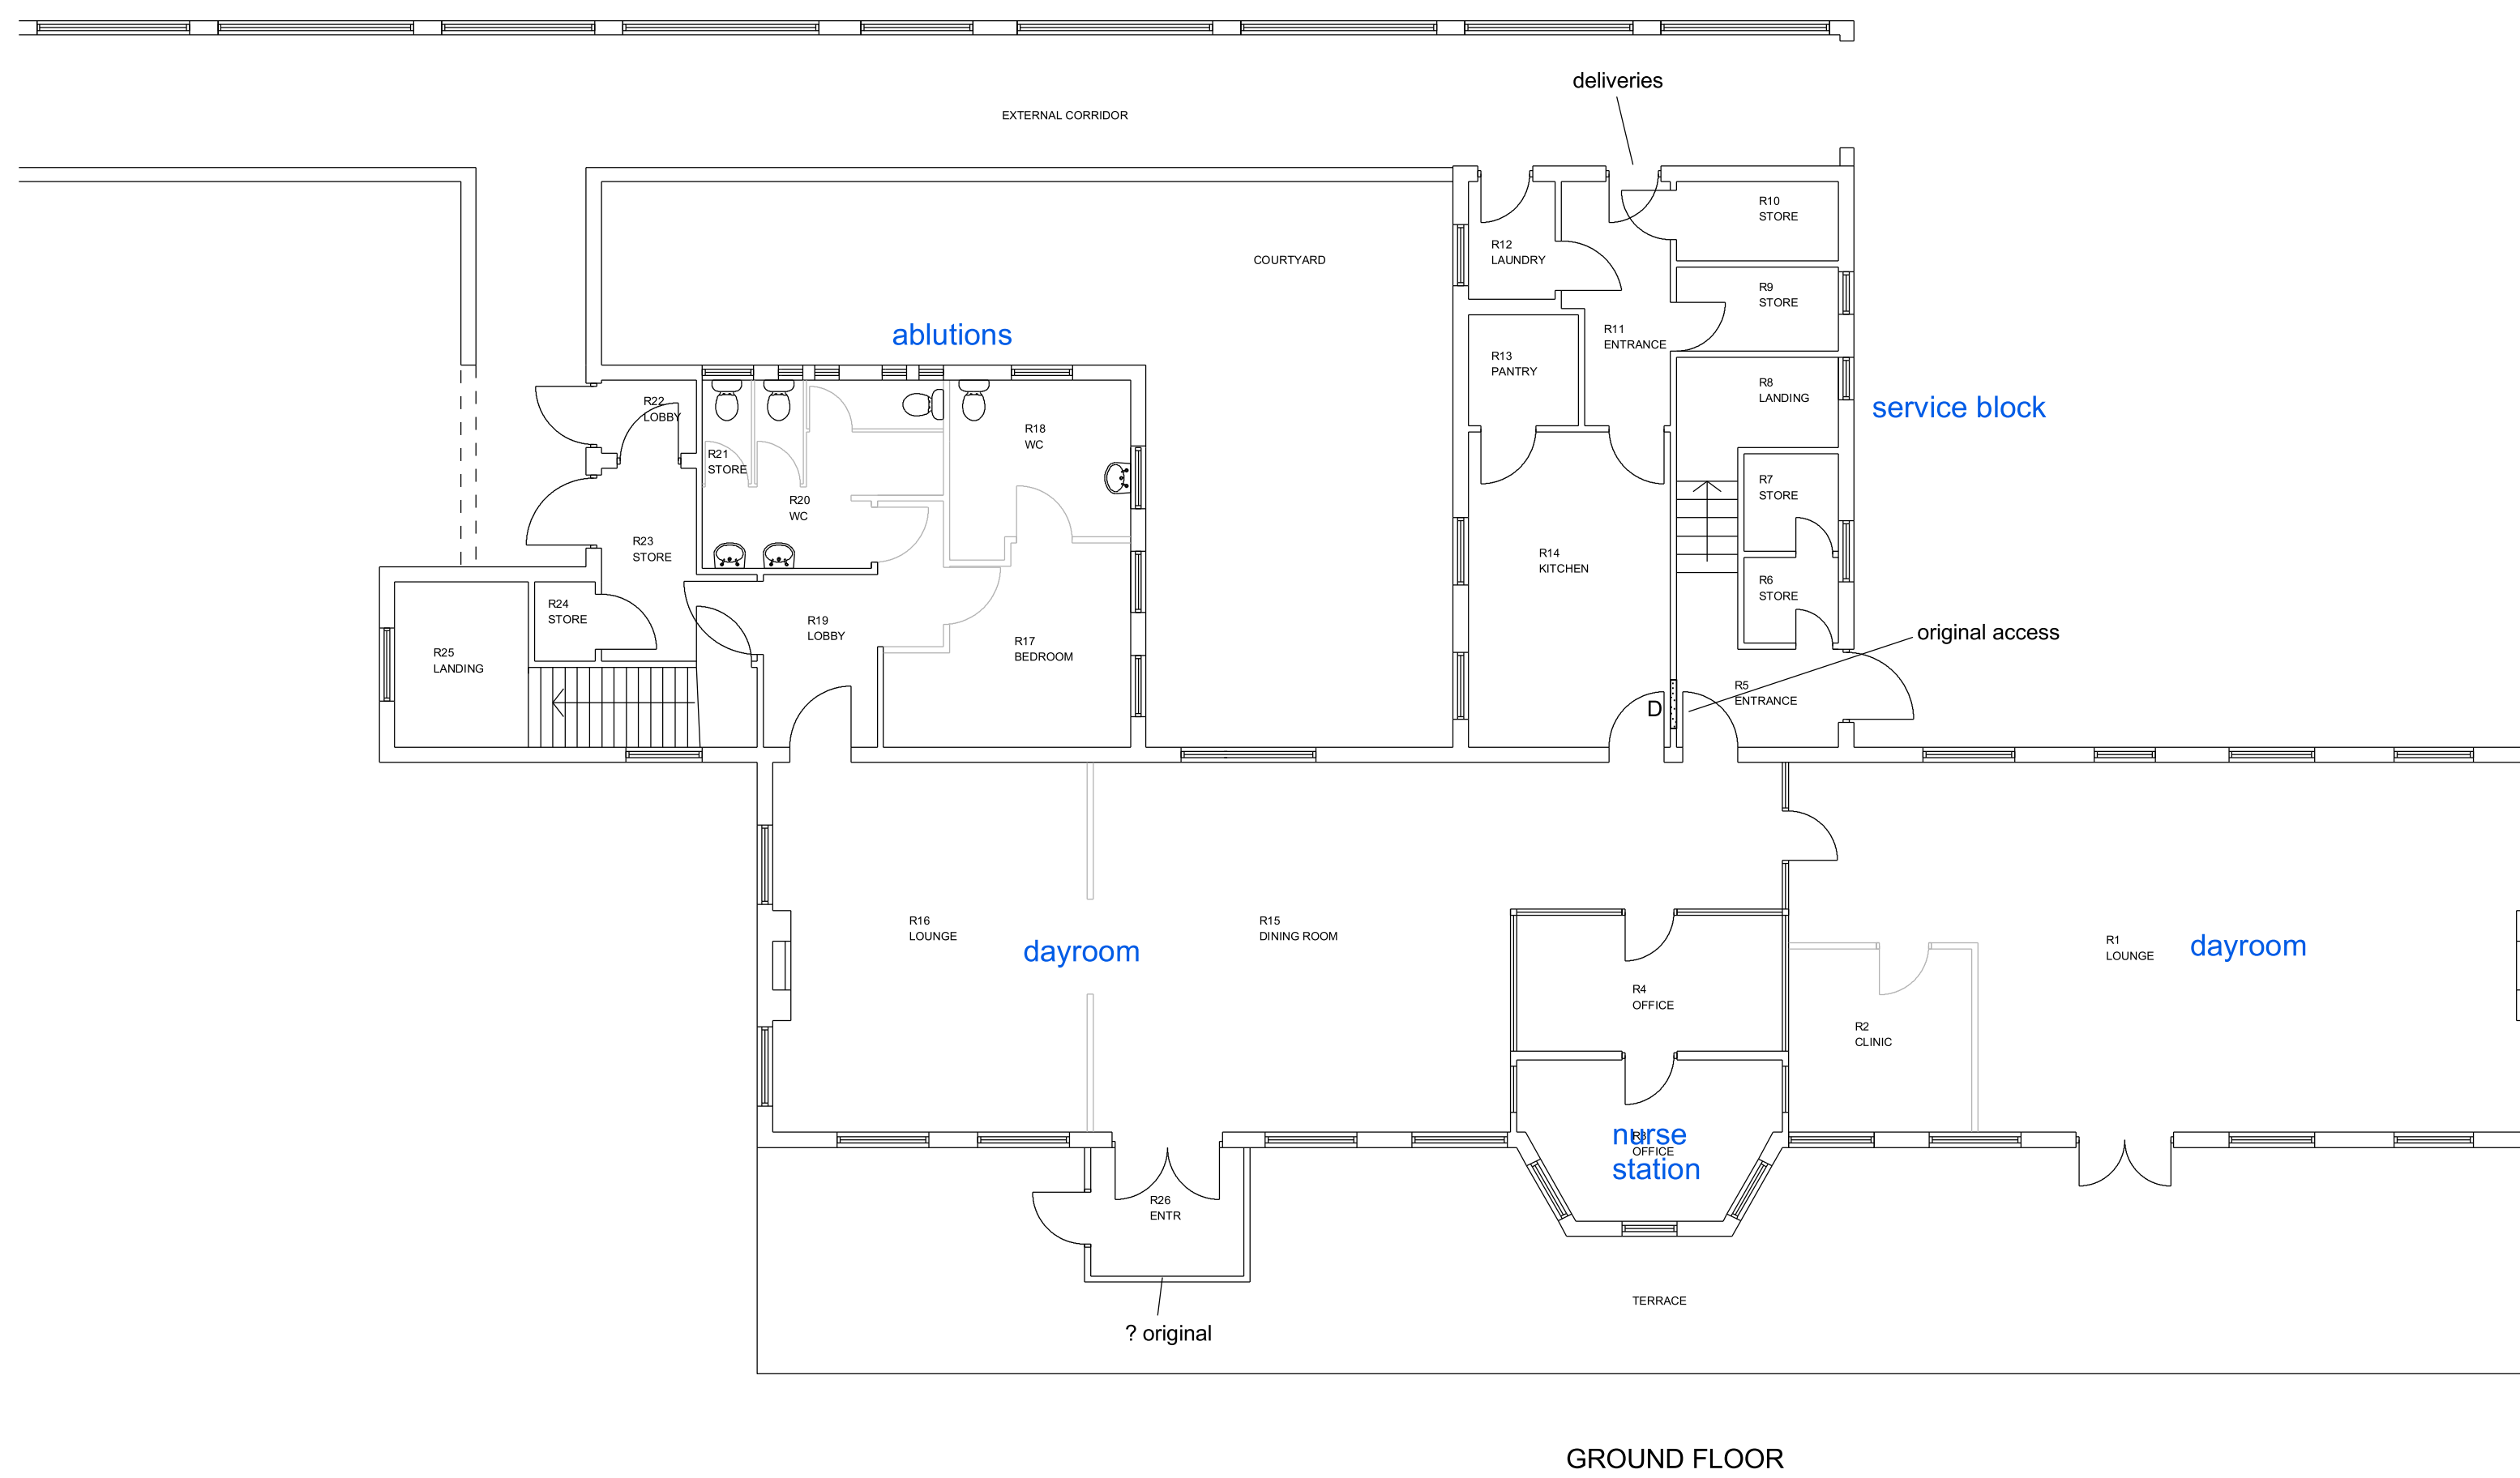 deliveries
EXTERNAL CORRIDOR
R10
STORE
R12
LAUNDRY
COURTYARD
R9
STORE
ablutions
R11
ENTRANCE
R13
PANTRY
R8
LANDING
service block
R22
LOBBY
R18
WC
R21
STORE
R7
STORE
R20
WC
R23
STORE
R14
KITCHEN
R6
STORE
R24
STORE
R19
LOBBY
original access
R17
BEDROOM
R25
LANDING
R5
ENTRANCE
D
R16
LOUNGE
R15
DINING ROOM
dayroom
R1
LOUNGE
dayroom
R4
OFFICE
R2
CLINIC
nurse
station
R3
OFFICE
R26
ENTR
TERRACE
? original
GROUND FLOOR